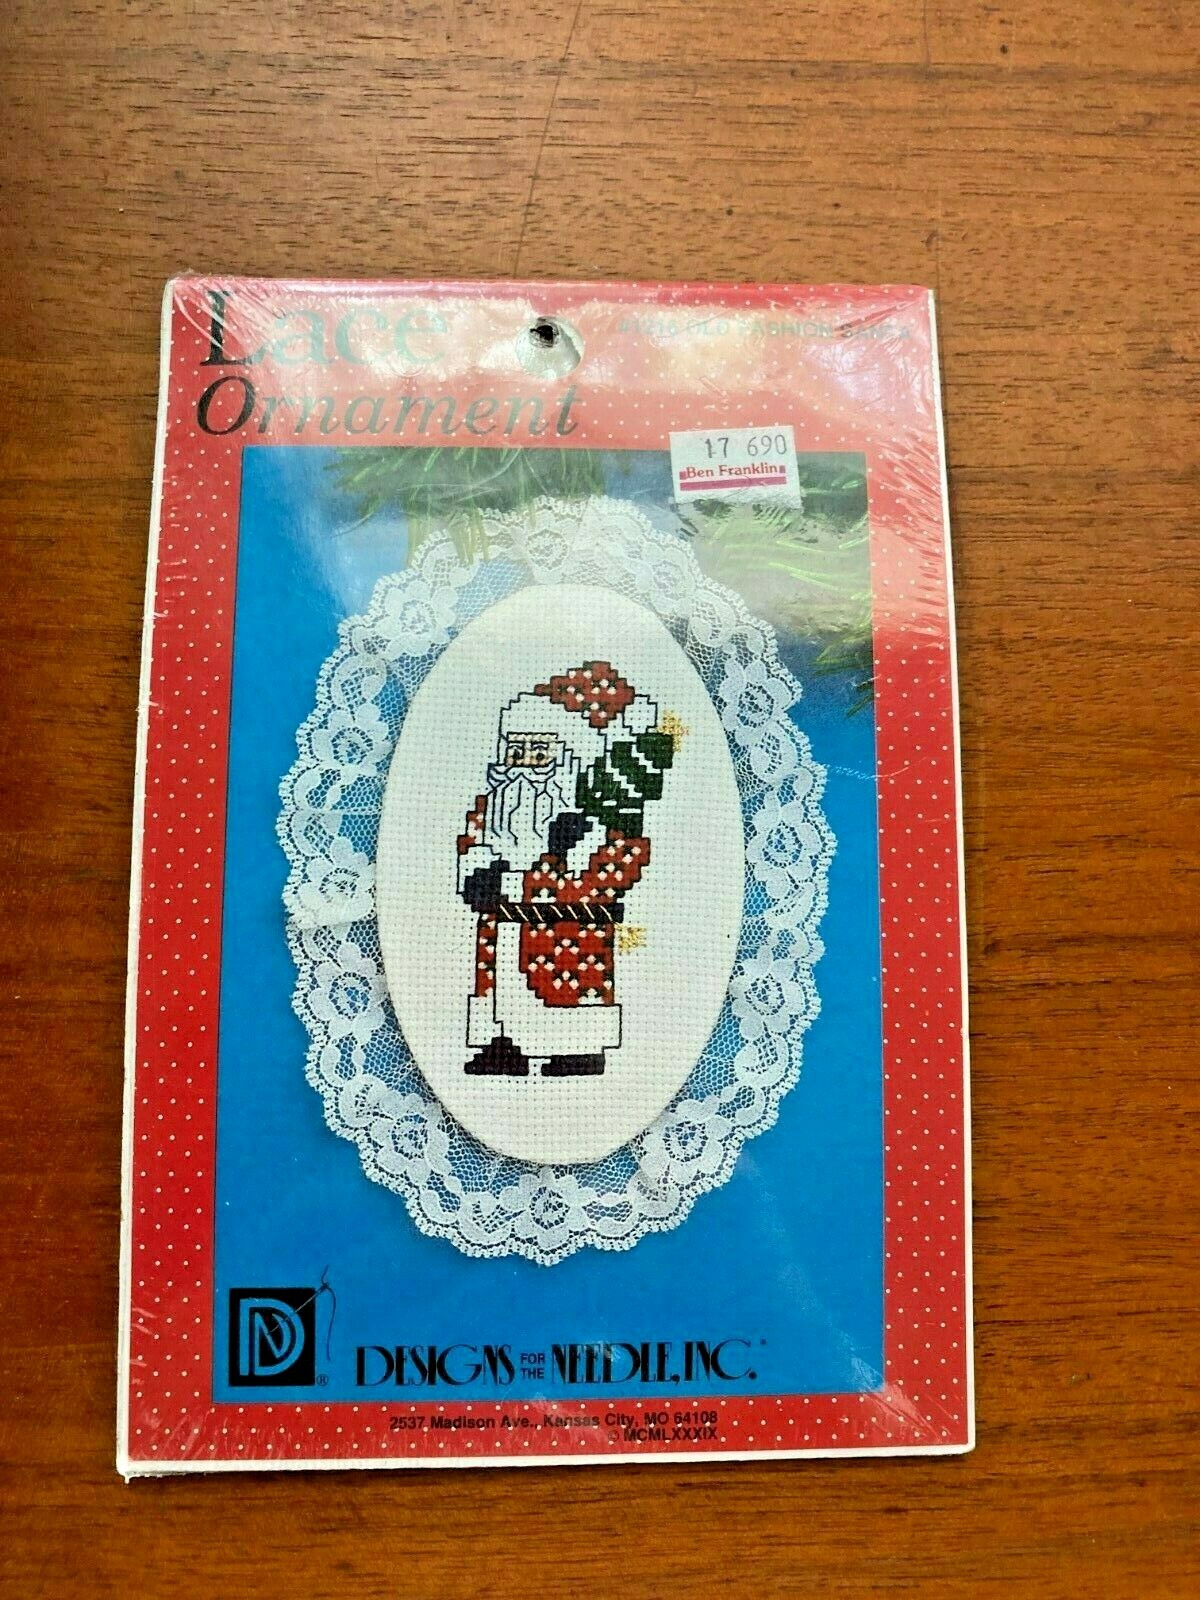 Lace
#1216 OLD FASHION SANTA
Ornament
17 690
Ben Franklin
D
DESIGNS FOR THE NEEDLE, INC.
2537 Madison Ave., Kansas City, MO 64108
© MCMLXXXIX